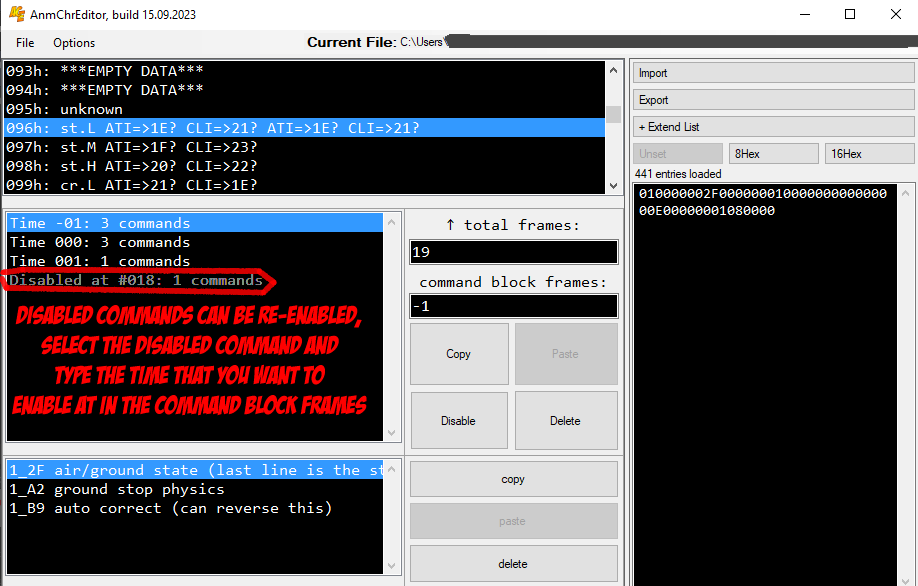 AnmChrEditor, build 15.09.2023
File Options Current File: C:\Users\
093h: ***EMPTY DATA***
094h: ***EMPTY DATA***
095h: unknown
096h: st.L ATI=>1E? CLI=>21? ATI=>1E? CLI=>21?
097h: st.M ATI=>1F? CLI=>23?
098h: st.H ATI=>20? CLI=>22?
099h: cr.L ATI=>21? CLI=>1E?
Import
Export
+ Extend List
Unset 8Hex 16Hex
441 entries loaded
010000002F000000010000000000000
00E00000001080000
Time -01: 3 commands
Time 000: 3 commands
Time 001: 1 commands
Disabled at #018: 1 commands
DISABLED COMMANDS CAN BE RE-ENABLED,
SELECT THE DISABLED COMMAND AND
TYPE THE TIME THAT YOU WANT TO
ENABLE AT IN THE COMMAND BLOCK FRAMES
↑ total frames:
19
command block frames:
-1
Copy Paste
Disable Delete
1_2F air/ground state (last line is the st
1_A2 ground stop physics
1_B9 auto correct (can reverse this)
copy
paste
delete